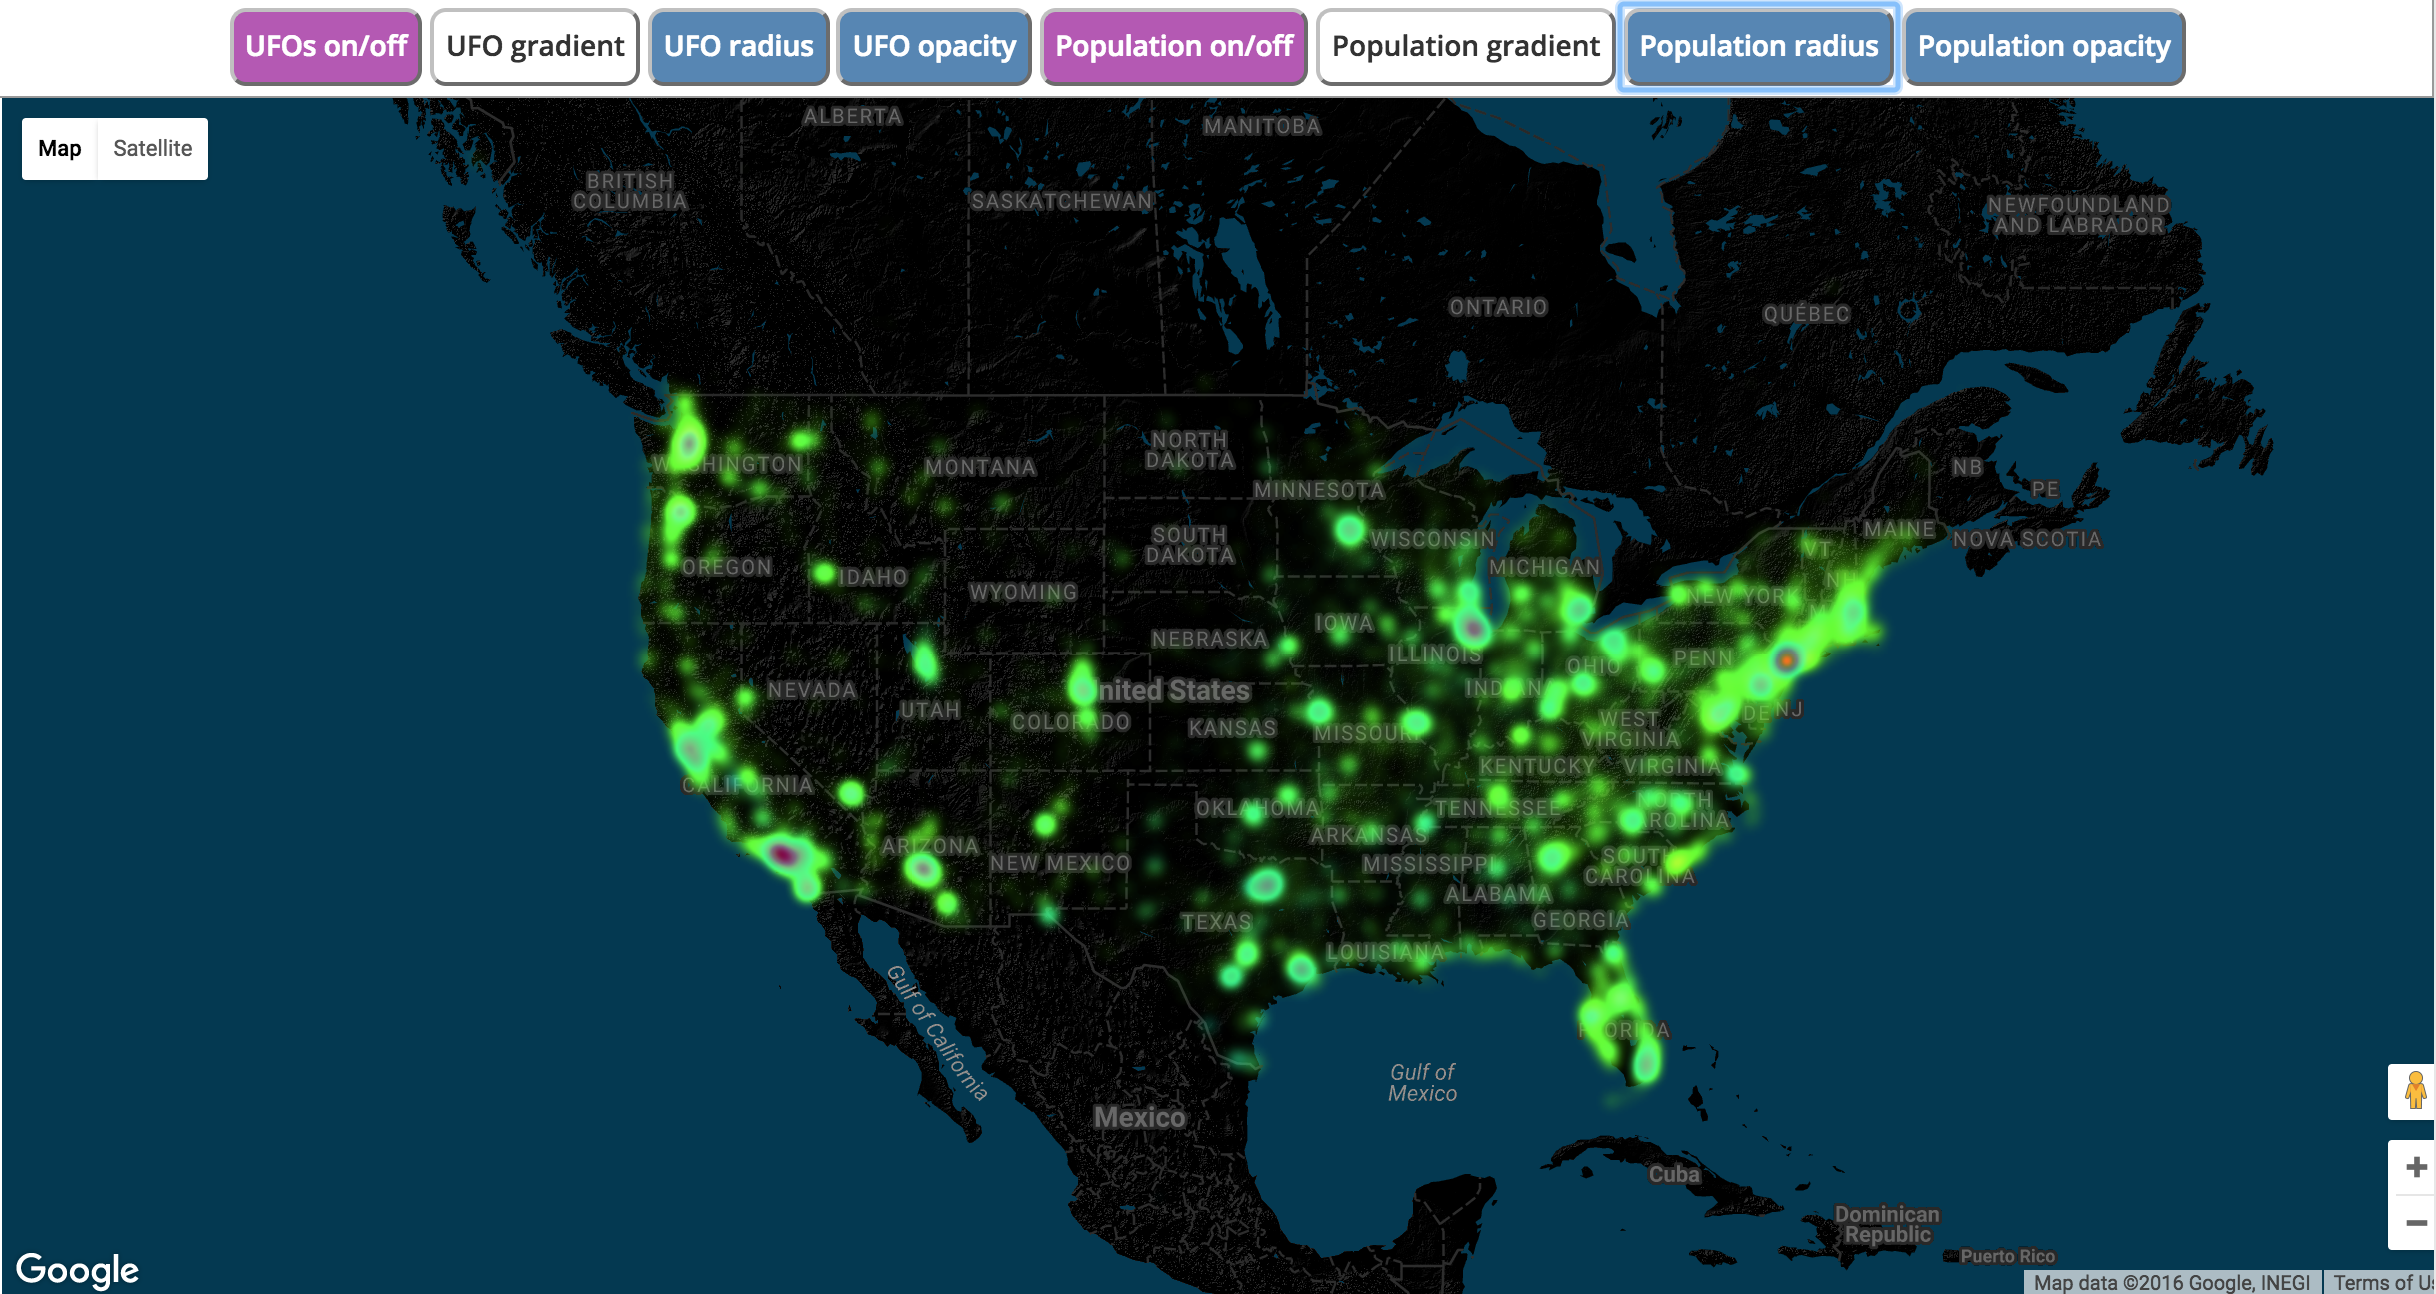 UFOs on/off
UFO gradient
UFO radius
UFO opacity
Population on/off
Population gradient
Population radius
Population opacity
Map
Satellite
ALBERTA
MANITOBA
BRITISH
COLUMBIA
SASKATCHEWAN
NEWFOUNDLAND
AND LABRADOR
ONTARIO
QUÉBEC
WASHINGTON
MONTANA
NORTH
DAKOTA
MINNESOTA
NB
PE
MAINE
NOVA SCOTIA
VT
NH
SOUTH
DAKOTA
WISCONSIN
MICHIGAN
OREGON
IDAHO
WYOMING
NEW YORK
M
IOWA
NEBRASKA
ILLINOIS
OHIO
PENN
INDIANA
NEVADA
UTAH
United States
COLORADO
KANSAS
MISSOURI
WEST
VIRGINIA
DE
NJ
KENTUCKY
VIRGINIA
CALIFORNIA
OKLAHOMA
TENNESSEE
NORTH
CAROLINA
ARKANSAS
ARIZONA
NEW MEXICO
MISSISSIPPI
SOUTH
CAROLINA
ALABAMA
TEXAS
GEORGIA
LOUISIANA
FLORIDA
Gulf of California
Gulf of
Mexico
Mexico
Cuba
Dominican
Republic
Puerto Rico
+
−
Google
Map data ©2016 Google, INEGI
Terms of Us